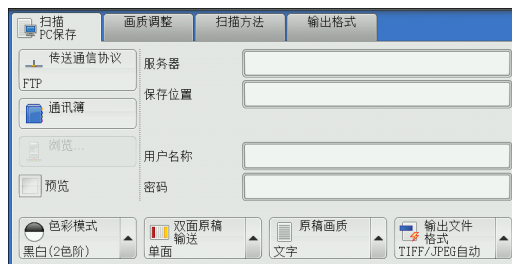 扫描
PC保存
画质调整
扫描方法
输出格式
传送通信协议
FTP
服务器
保存位置
通讯簿
浏览...
用户名称
预览
密码
色彩模式
黑白(2色阶)
双面原稿
输送
单面
原稿画质
文字
输出文件
格式
TIFF/JPEG自动